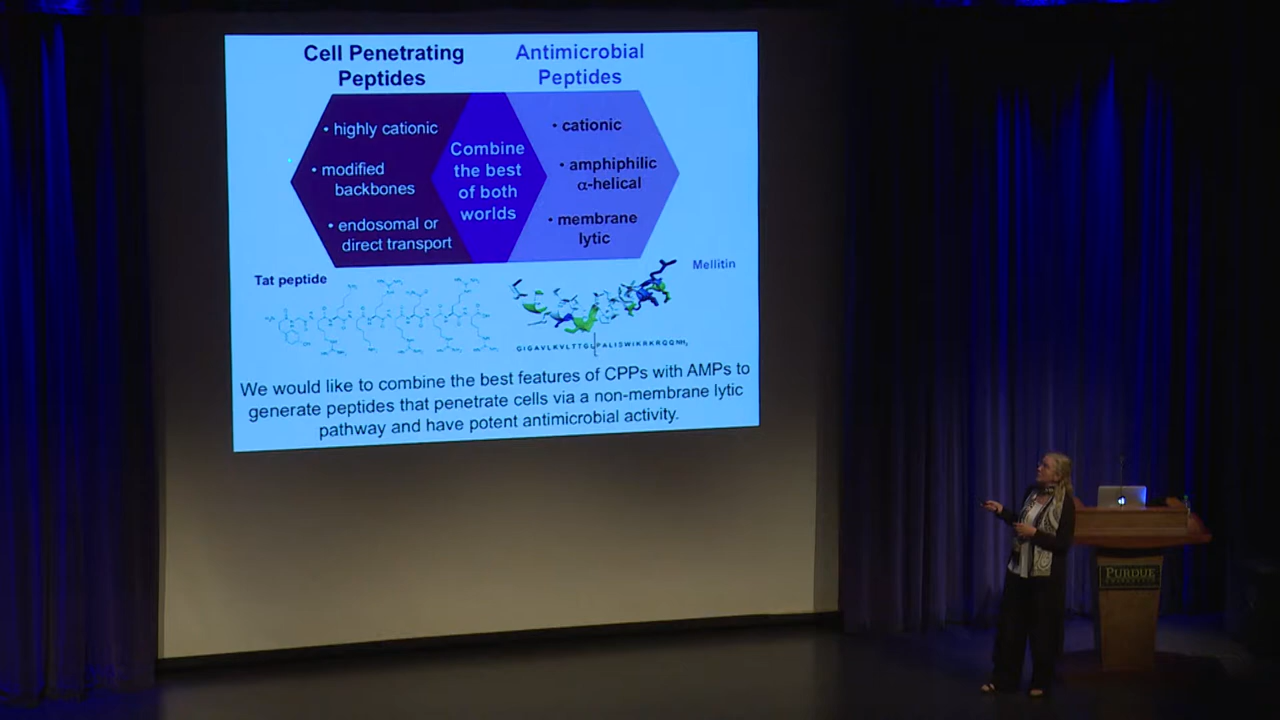 Cell Penetrating
Peptides
Antimicrobial
Peptides
• highly cationic
• modified
backbones
• endosomal or
direct transport
Combine
the best
of both
worlds
• cationic
• amphiphilic
α-helical
• membrane
lytic
Tat peptide
Mellitin
GIGAVLKVLTTGLPALISWIKRKRQQNH₂
We would like to combine the best features of CPPs with AMPs to
generate peptides that penetrate cells via a non-membrane lytic
pathway and have potent antimicrobial activity.
PURDUE